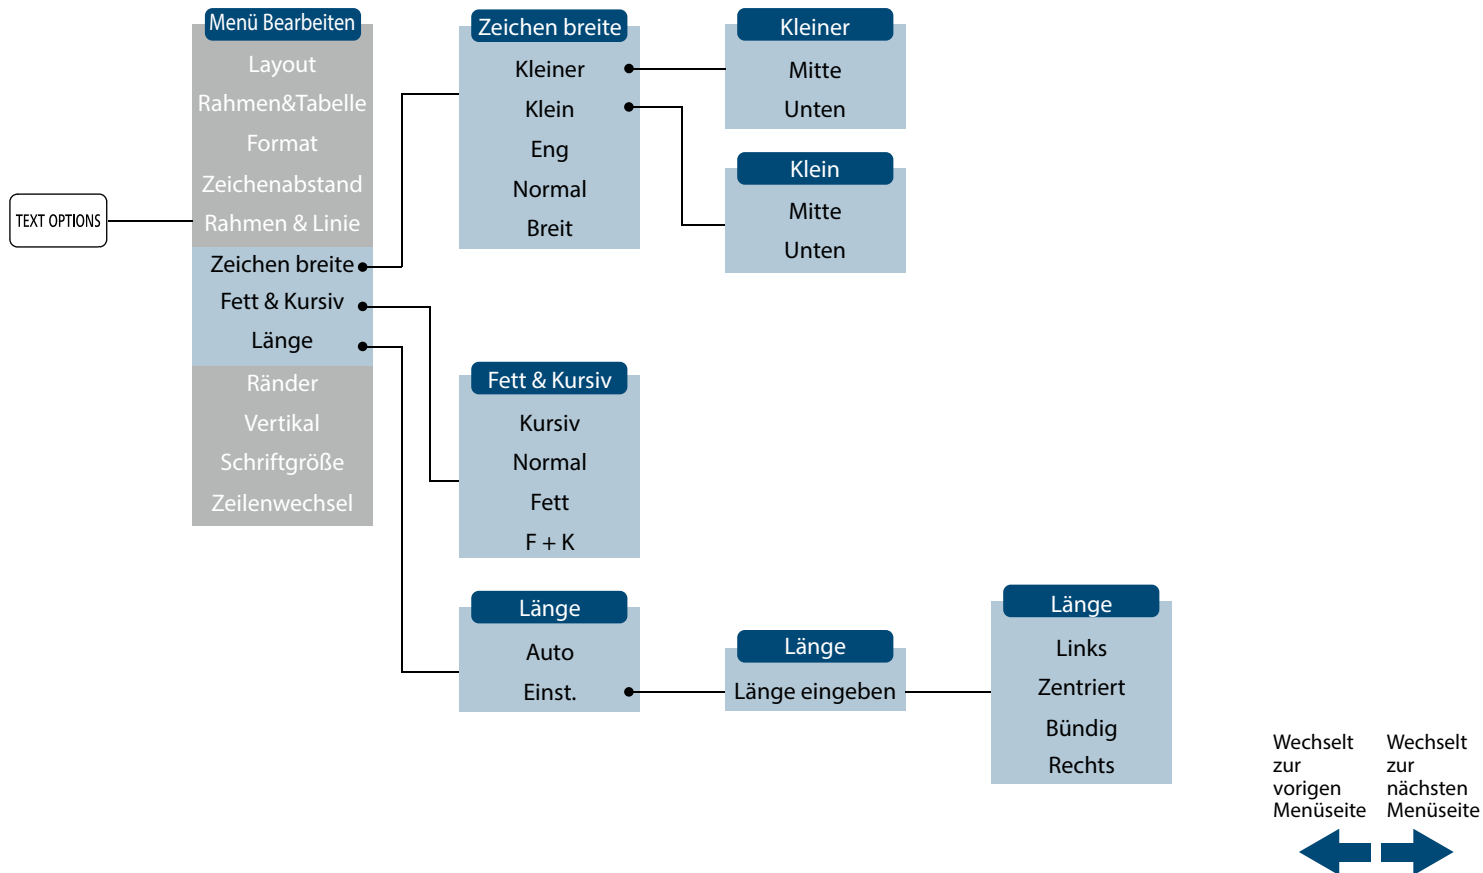 TEXT OPTIONS
Menü Bearbeiten
Layout
Rahmen&Tabelle
Format
Zeichenabstand
Rahmen & Linie
Zeichen breite
Fett & Kursiv
Länge
Ränder
Vertikal
Schriftgröße
Zeilenwechsel
Zeichen breite
Kleiner
Klein
Eng
Normal
Breit
Kleiner
Mitte
Unten
Klein
Mitte
Unten
Fett & Kursiv
Kursiv
Normal
Fett
F + K
Länge
Auto
Einst.
Länge
Länge eingeben
Länge
Links
Zentriert
Bündig
Rechts
Wechselt
zur
vorigen
Menüseite
Wechselt
zur
nächsten
Menüseite